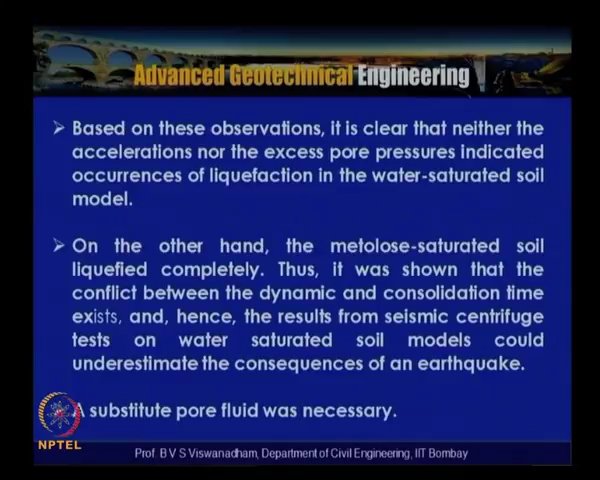 Advanced Geotechnical Engineering
➢ Based on these observations, it is clear that neither the
accelerations nor the excess pore pressures indicated
occurrences of liquefaction in the water-saturated soil
model.
➢ On the other hand, the metolose-saturated soil
liquefied completely. Thus, it was shown that the
conflict between the dynamic and consolidation time
exists, and, hence, the results from seismic centrifuge
tests on water saturated soil models could
underestimate the consequences of an earthquake.
A substitute pore fluid was necessary.
NPTEL
Prof. B V S Viswanadham, Department of Civil Engineering, IIT Bombay